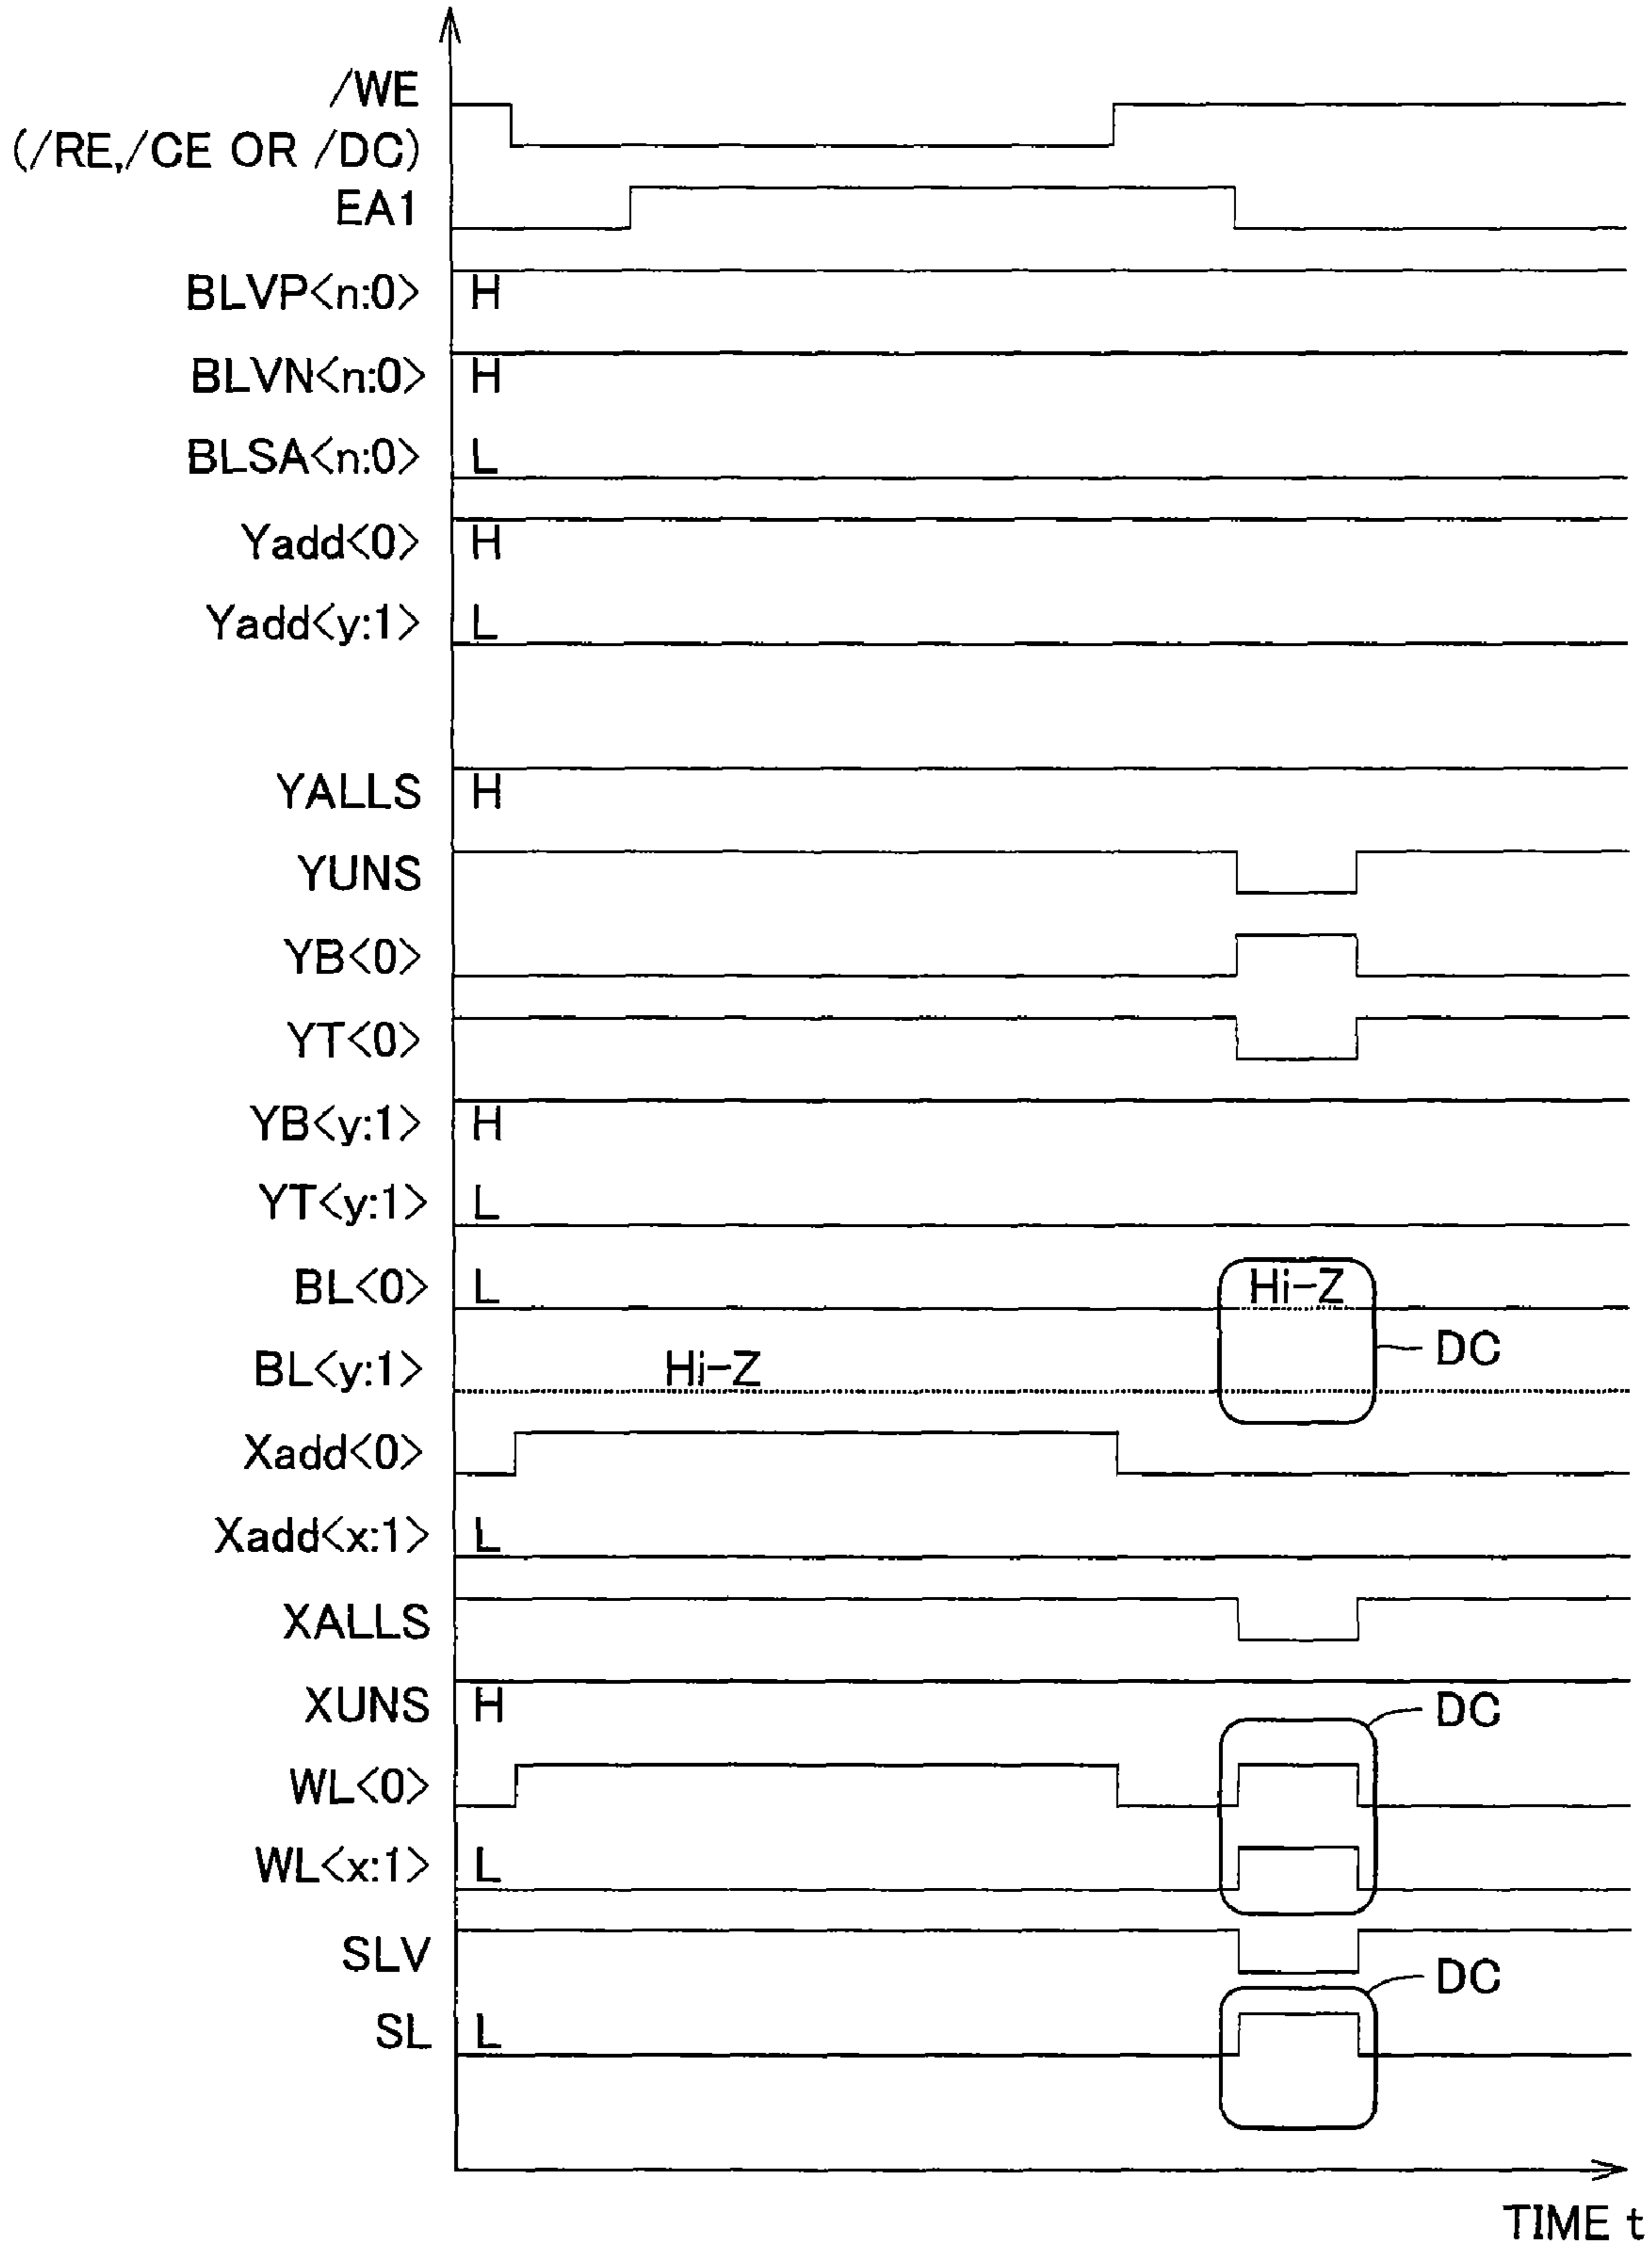 /WE
(/RE,/CE OR /DC)
EA1
BLVP<n:0> H
BLVN<n:0> H
BLSA<n:0> L
Yadd<0> H
Yadd<y:1> L
YALLS H
YUNS
YB<0>
YT<0>
YB<y:1> H
YT<y:1> L
BL<0> L Hi-Z
BL<y:1> Hi-Z DC
Xadd<0>
Xadd<x:1> L
XALLS
XUNS H DC
WL<0>
WL<x:1> L
SLV DC
SL L
TIME t